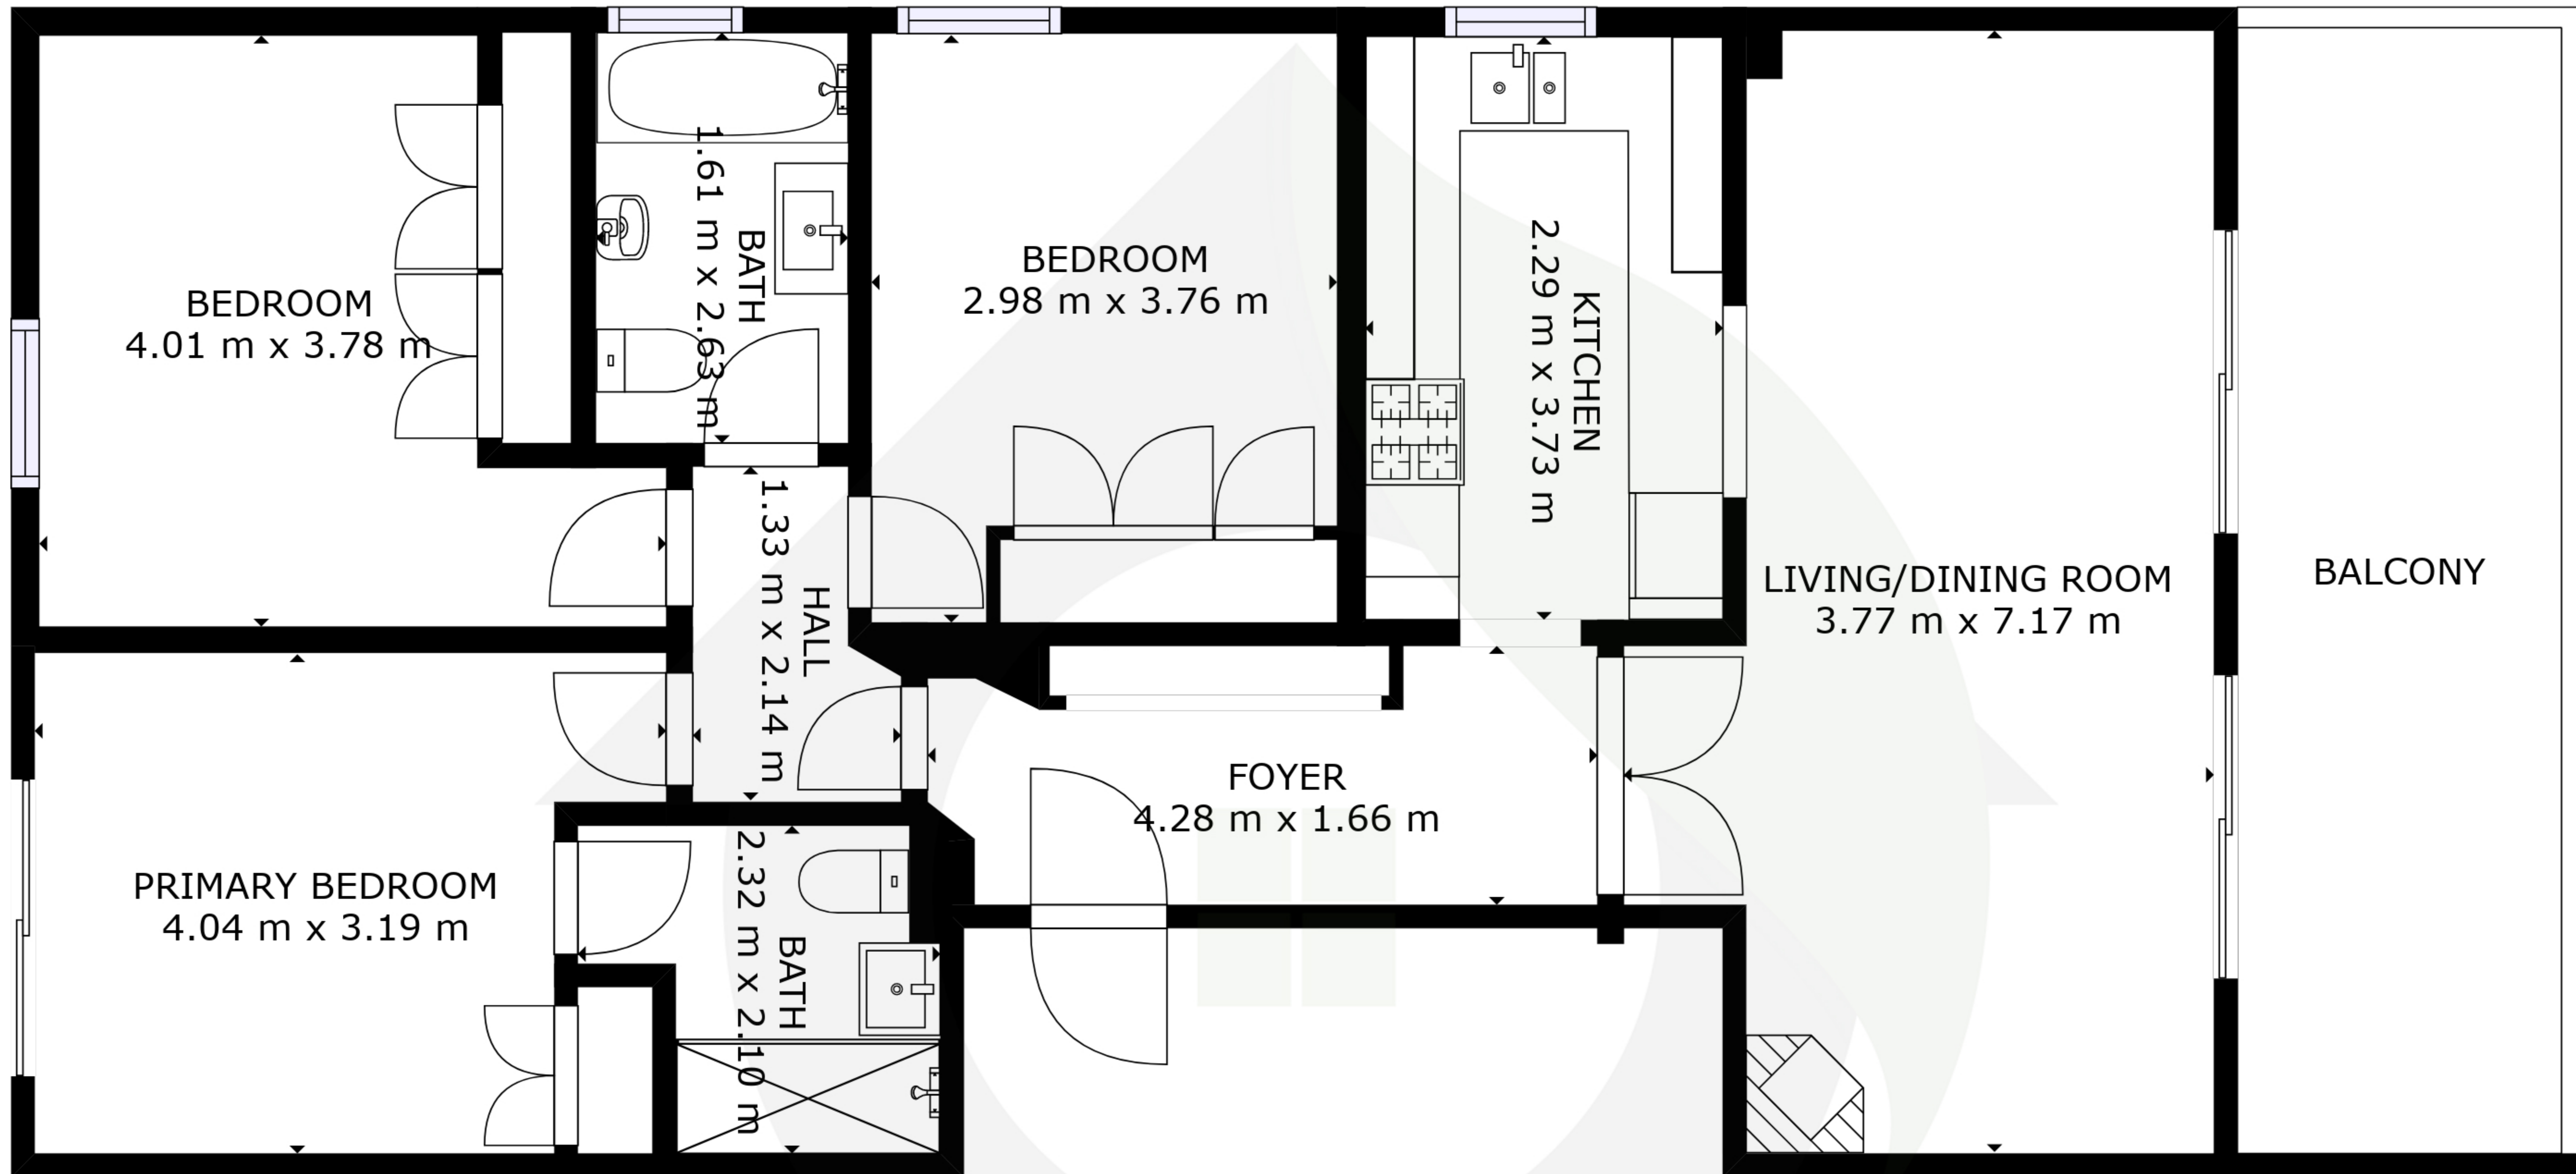 BEDROOM
4.01 m x 3.78 m
BATH
1.61 m x 2.63 m
BEDROOM
2.98 m x 3.76 m
KITCHEN
2.29 m x 3.73 m
HALL
1.33 m x 2.14 m
LIVING/DINING ROOM
3.77 m x 7.17 m
BALCONY
FOYER
4.28 m x 1.66 m
PRIMARY BEDROOM
4.04 m x 3.19 m
BATH
2.32 m x 2.10 m